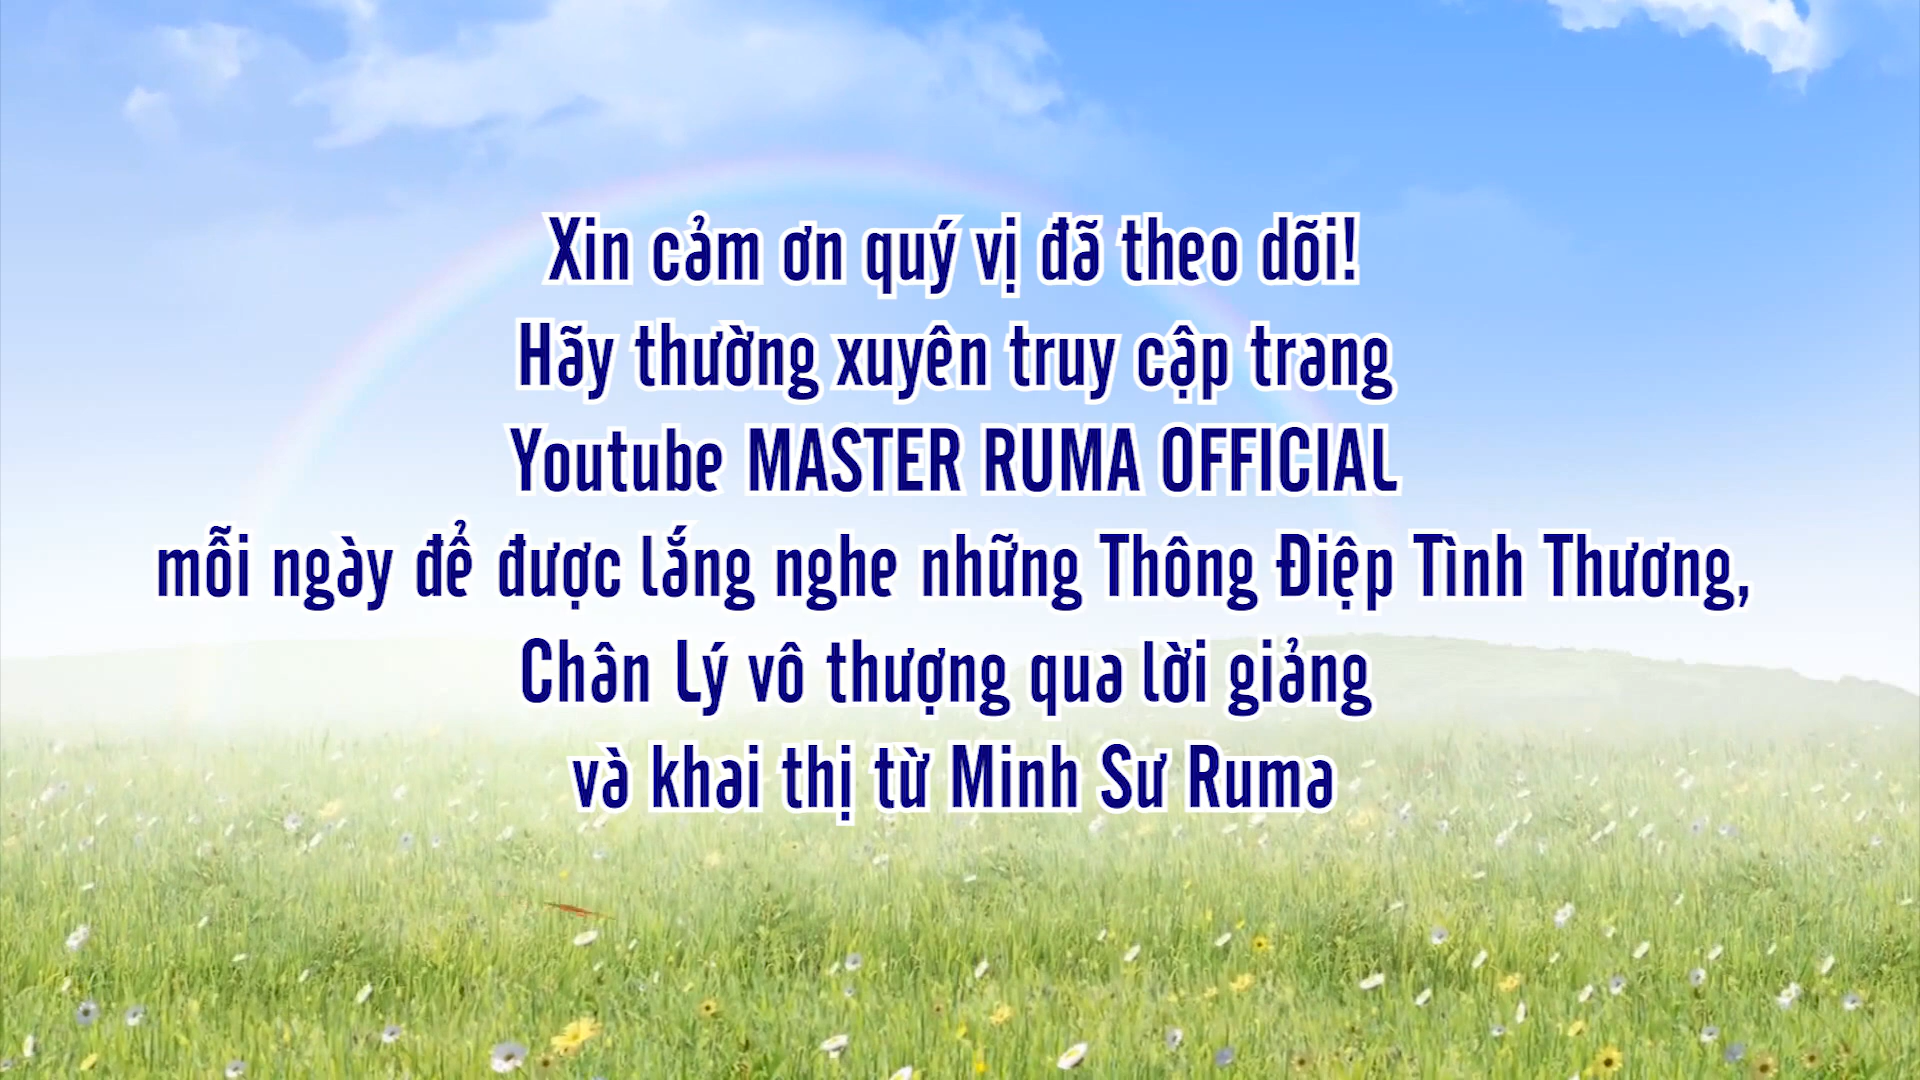 Xin cảm ơn quý vị đã theo dõi!
Hãy thường xuyên truy cập trang
Youtube MASTER RUMA OFFICIAL
mỗi ngày để được lắng nghe những Thông Điệp Tình Thương,
Chân Lý vô thượng qua lời giảng
và khai thị từ Minh Sư Ruma